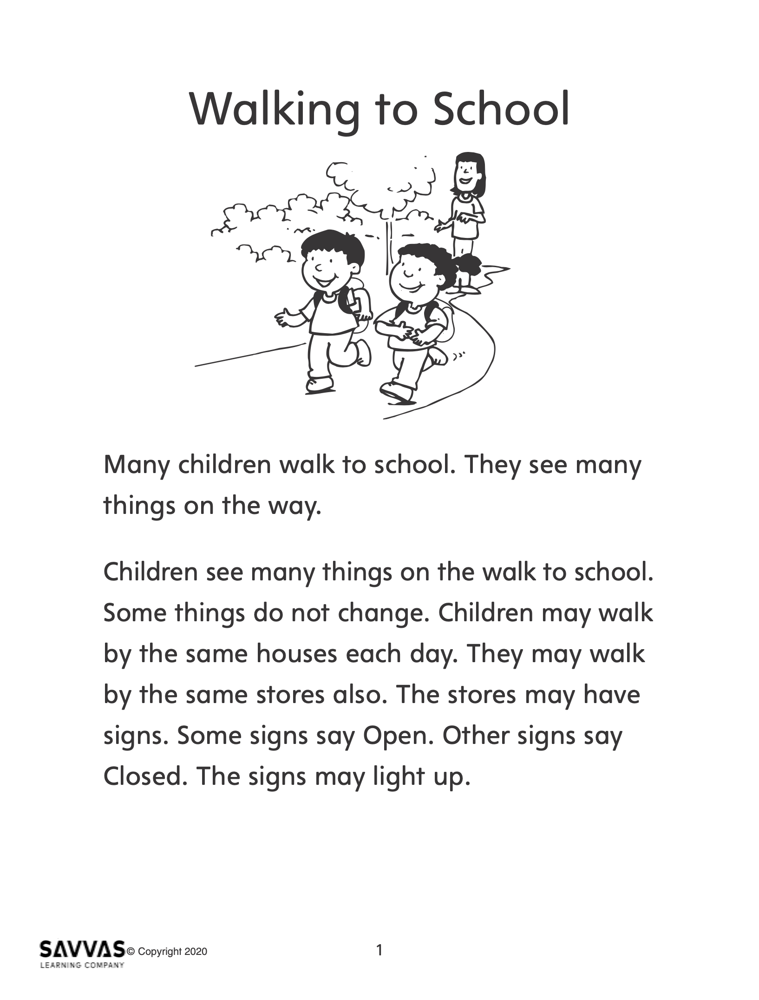 Walking to School
Many children walk to school. They see many
things on the way.
Children see many things on the walk to school.
Some things do not change. Children may walk
by the same houses each day. They may walk
by the same stores also. The stores may have
signs. Some signs say Open. Other signs say
Closed. The signs may light up.
SAVVAS © Copyright 2020 1
LEARNING COMPANY